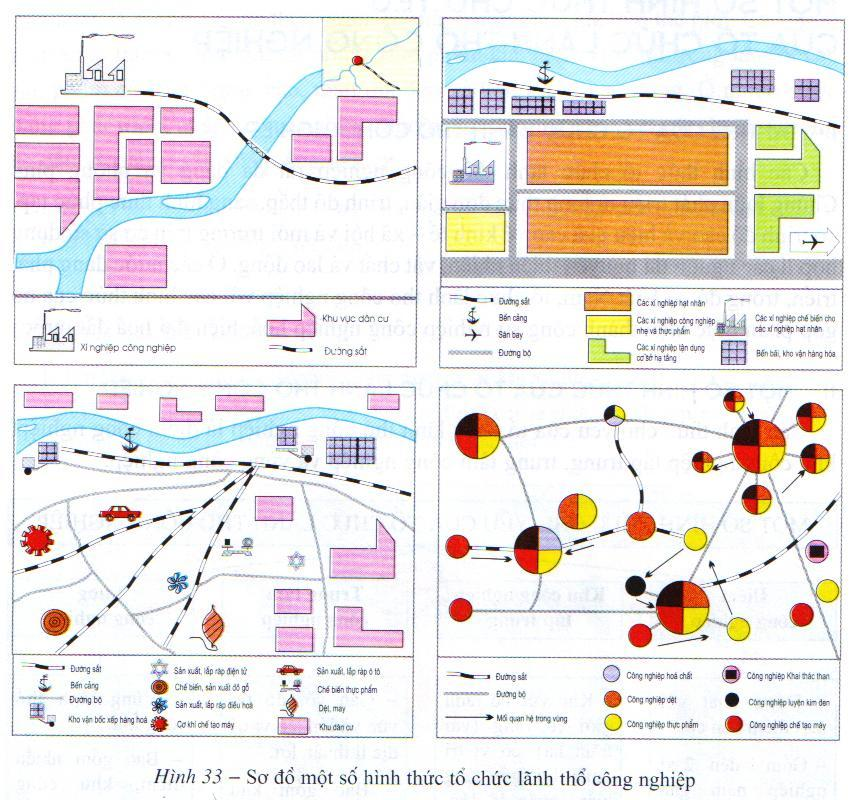 Xí nghiệp công nghiệp
Khu vực dân cư
Đường sắt
Đường sắt
Bến cảng
Sân bay
Đường bộ
Các xí nghiệp hạt nhân
Các xí nghiệp công nghiệp
nhẹ và thực phẩm
Các xí nghiệp tận dụng
cơ sở hạ tầng
Các xí nghiệp chế biến cho
các xí nghiệp hạt nhân
Bến bãi, kho vận hàng hóa
Đường sắt
Bến cảng
Đường bộ
Kho vận bốc xếp hàng hoá
Sản xuất, lắp ráp điện tử
Chế biến, sản xuất đồ gỗ
Sản xuất, lắp ráp điều hoà
Cơ khí chế tạo máy
Sản xuất, lắp ráp ô tô
Chế biến thực phẩm
Dệt, máy
Khu dân cư
Đường sắt
Đường bộ
Mối quan hệ trong vùng
Công nghiệp hoá chất
Công nghiệp dệt
Công nghiệp thực phẩm
Công nghiệp Khai thác than
Công nghiệp luyện kim đen
Công nghiệp chế tạo máy
Hình 33 – Sơ đồ một số hình thức tổ chức lãnh thổ công nghiệp